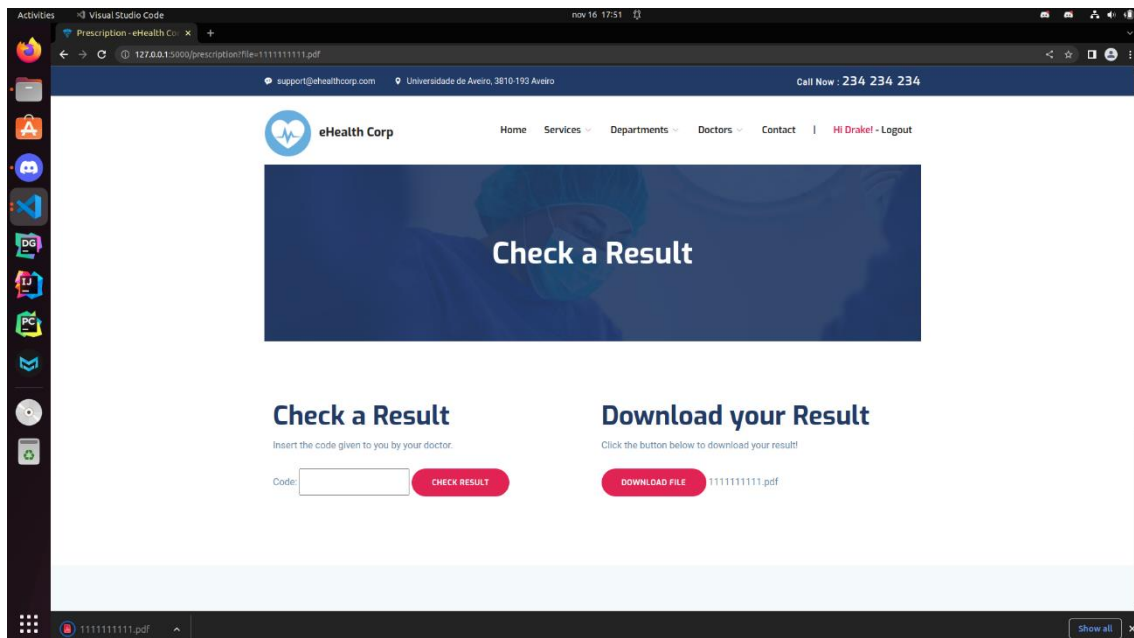 Activities Visual Studio Code nov 16 17:51
Prescription - eHealth Co
127.0.0.1:5000/prescription?file=1111111111.pdf
support@ehealthcorp.com Universidade de Aveiro, 3810-193 Aveiro Call Now : 234 234 234
eHealth Corp Home Services Departments Doctors Contact | Hi Drake! - Logout
Check a Result
Check a Result Download your Result
Insert the code given to you by your doctor. Click the button below to download your result!
Code: CHECK RESULT DOWNLOAD FILE 1111111111.pdf
DG
IJ
PC
1111111111.pdf Show all